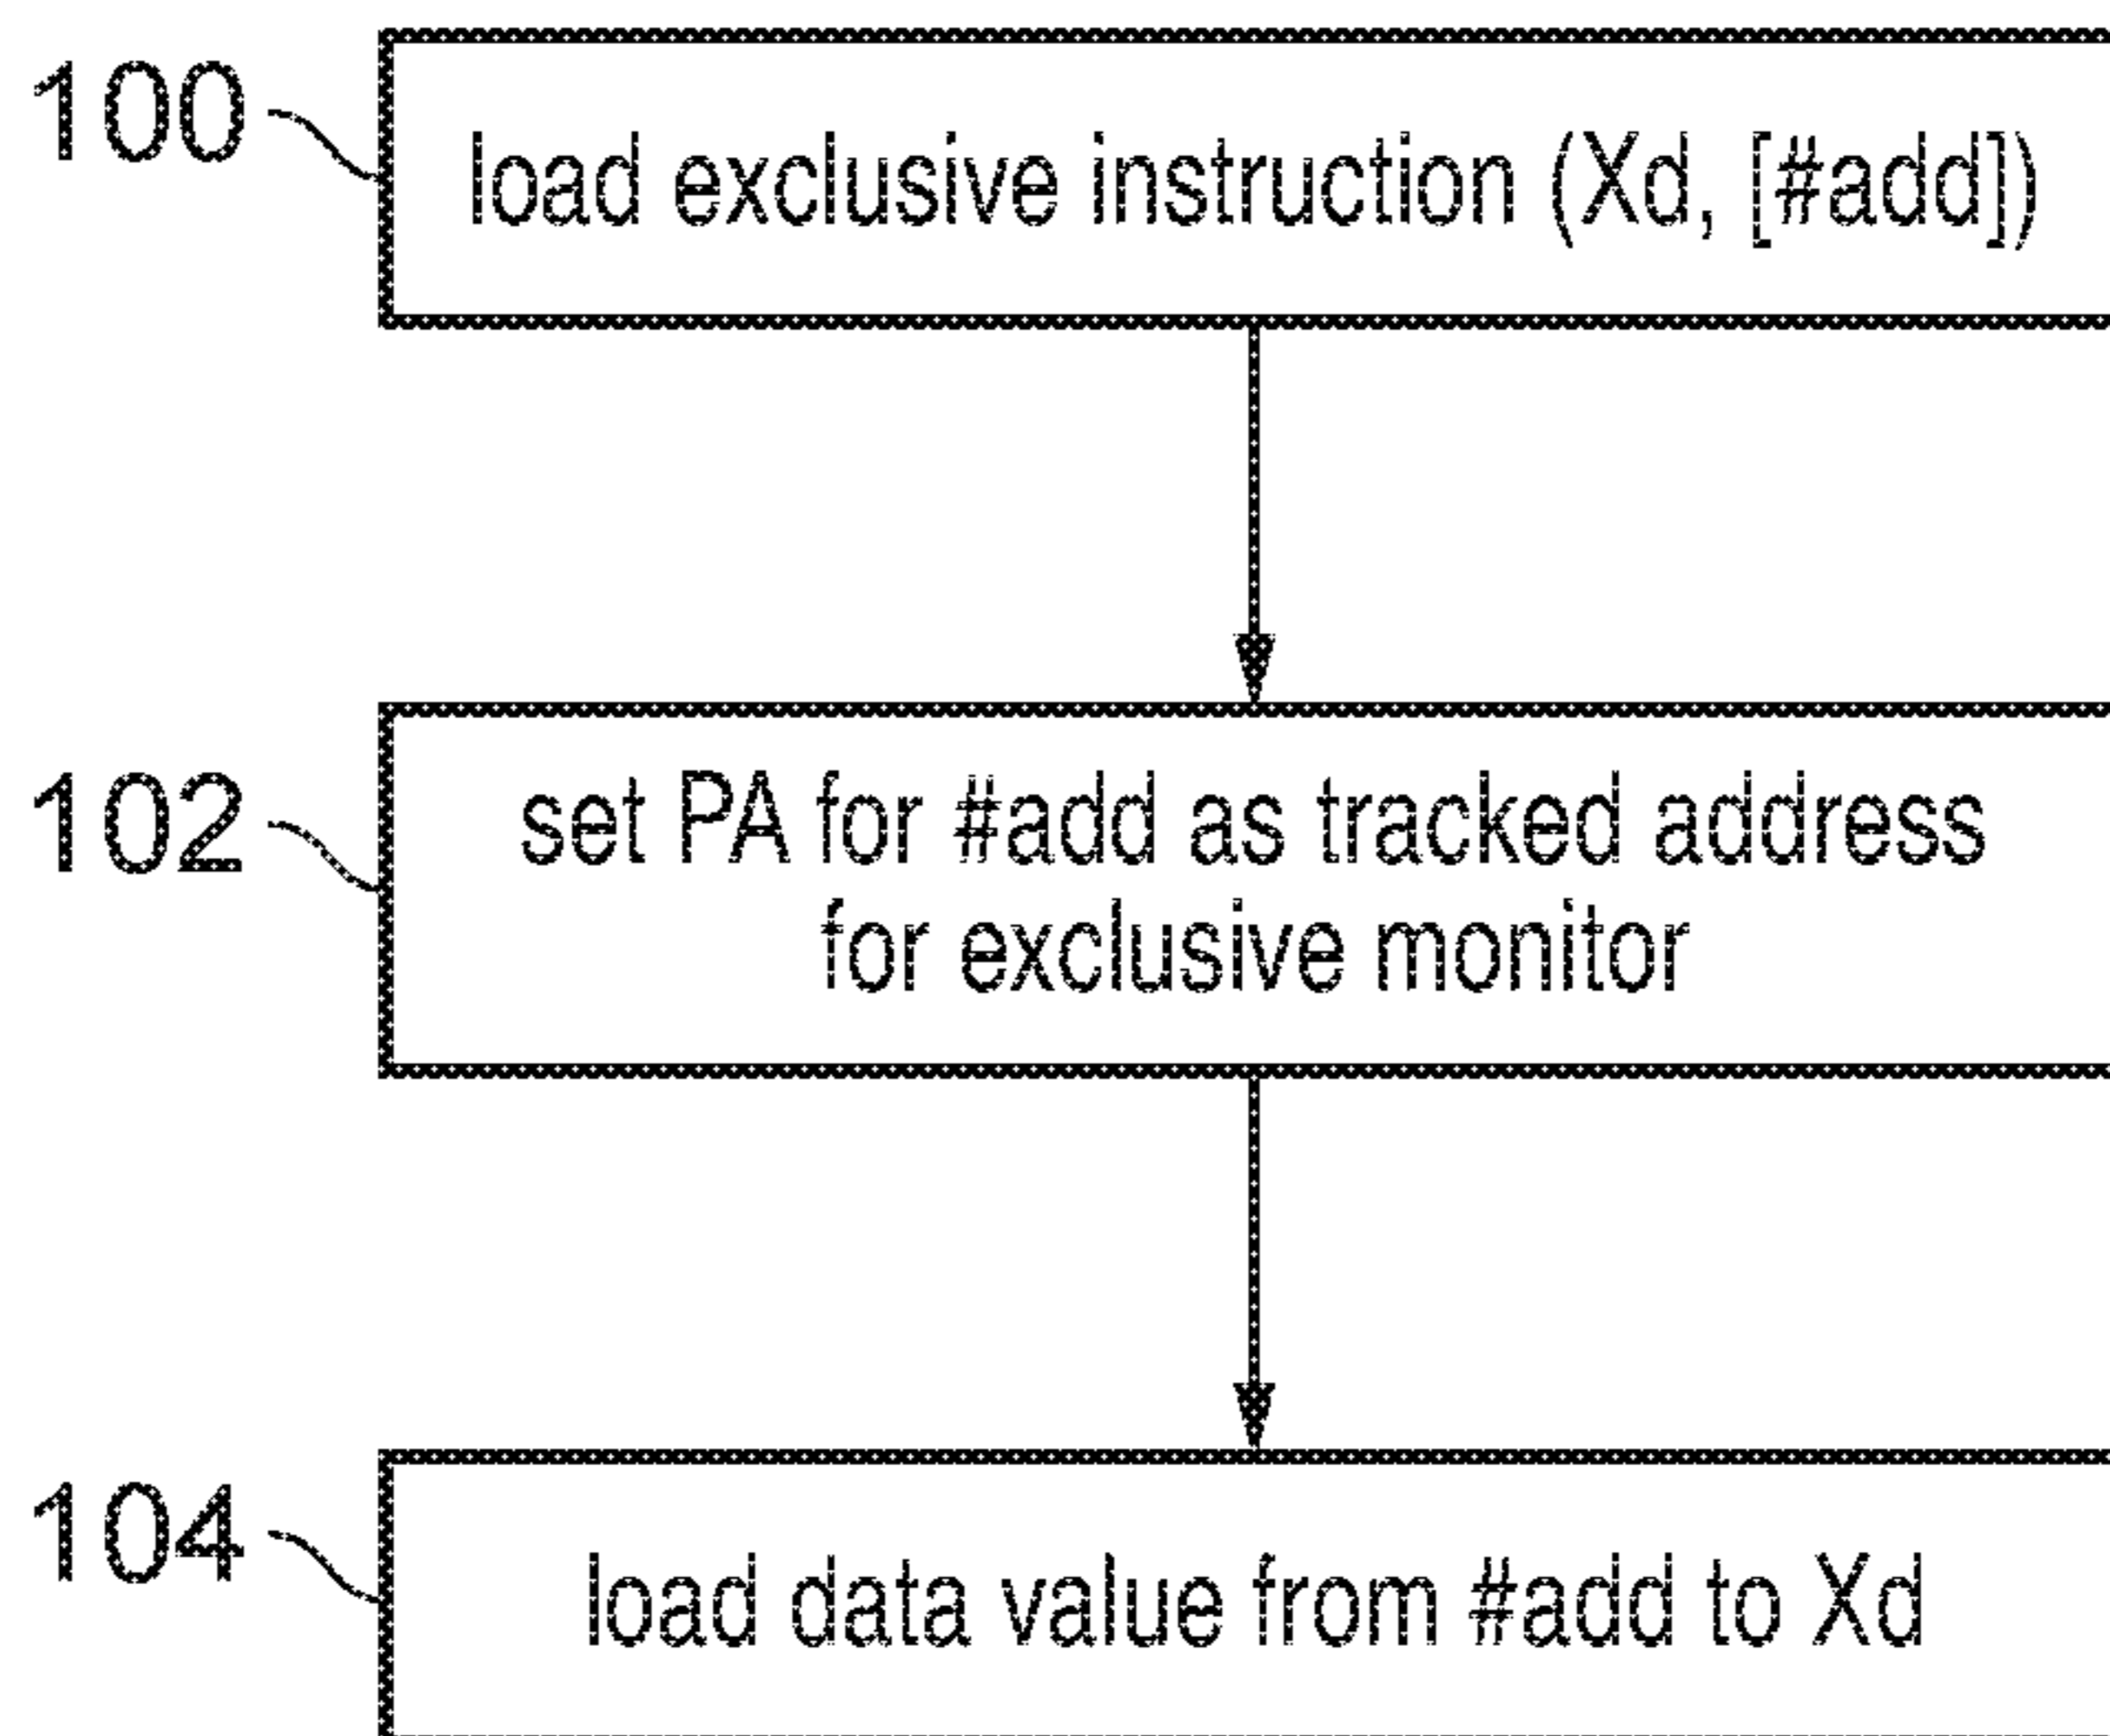 100
load exclusive instruction (Xd, [#add])
102
set PA for #add as tracked address
for exclusive monitor
104
load data value from #add to Xd